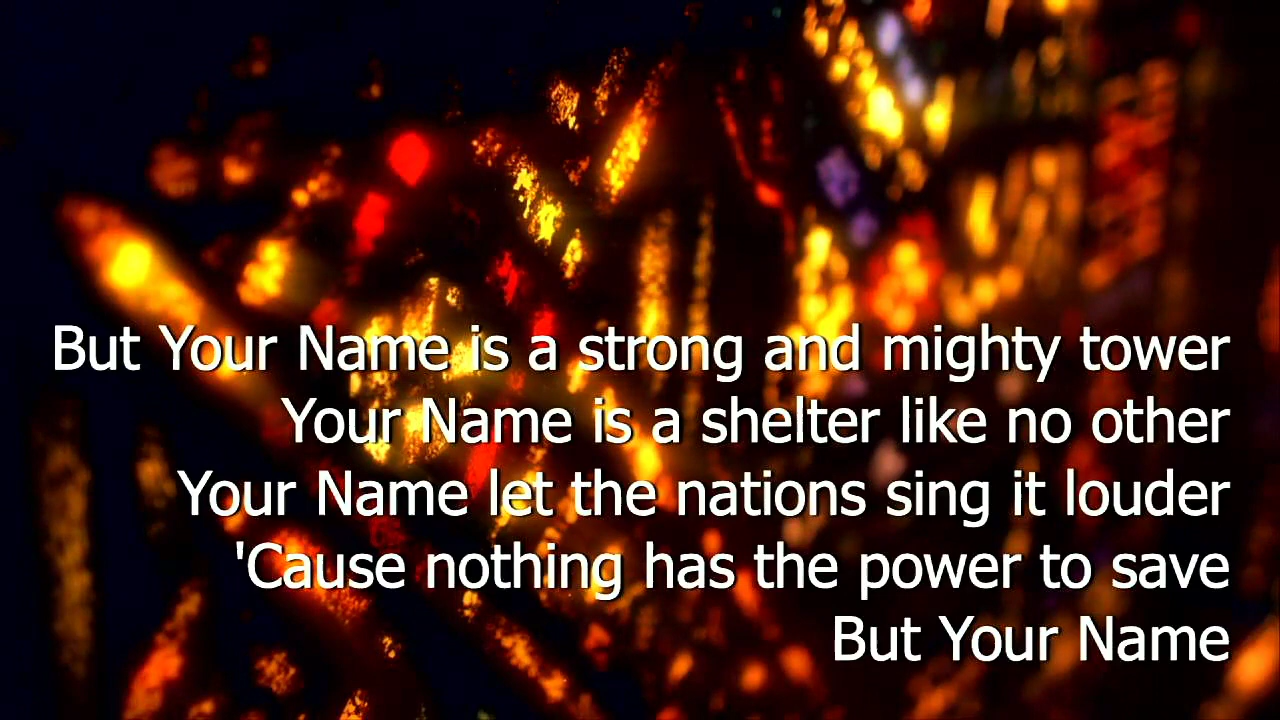 But Your Name is a strong and mighty tower
Your Name is a shelter like no other
Your Name let the nations sing it louder
'Cause nothing has the power to save
But Your Name